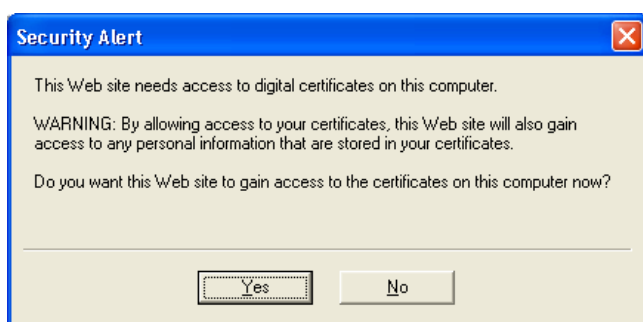 Security Alert
This Web site needs access to digital certificates on this computer.
WARNING: By allowing access to your certificates, this Web site will also gain
access to any personal information that are stored in your certificates.
Do you want this Web site to gain access to the certificates on this computer now?
Yes
No